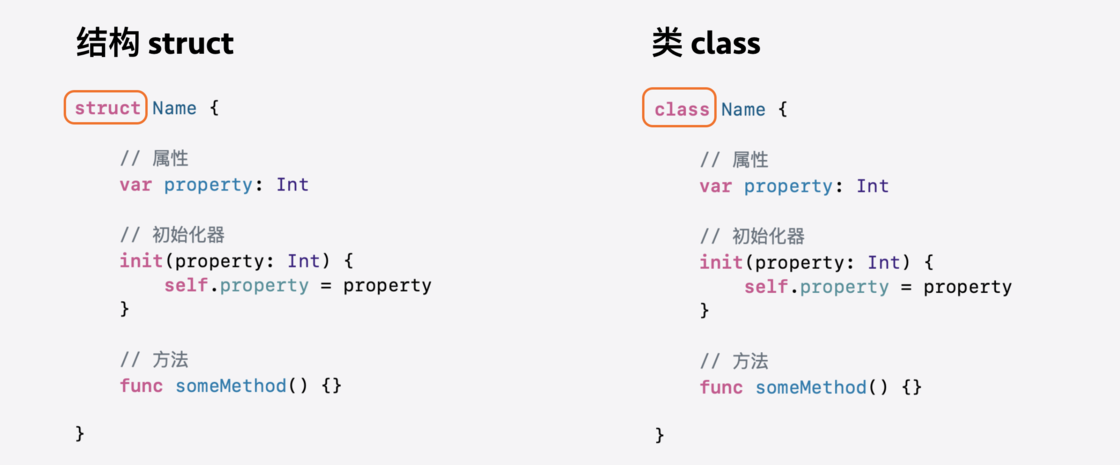 结构 struct
struct Name {
// 属性
var property: Int
// 初始化器
init(property: Int) {
self.property = property
}
// 方法
func someMethod() {}
}
类 class
class Name {
// 属性
var property: Int
// 初始化器
init(property: Int) {
self.property = property
}
// 方法
func someMethod() {}
}